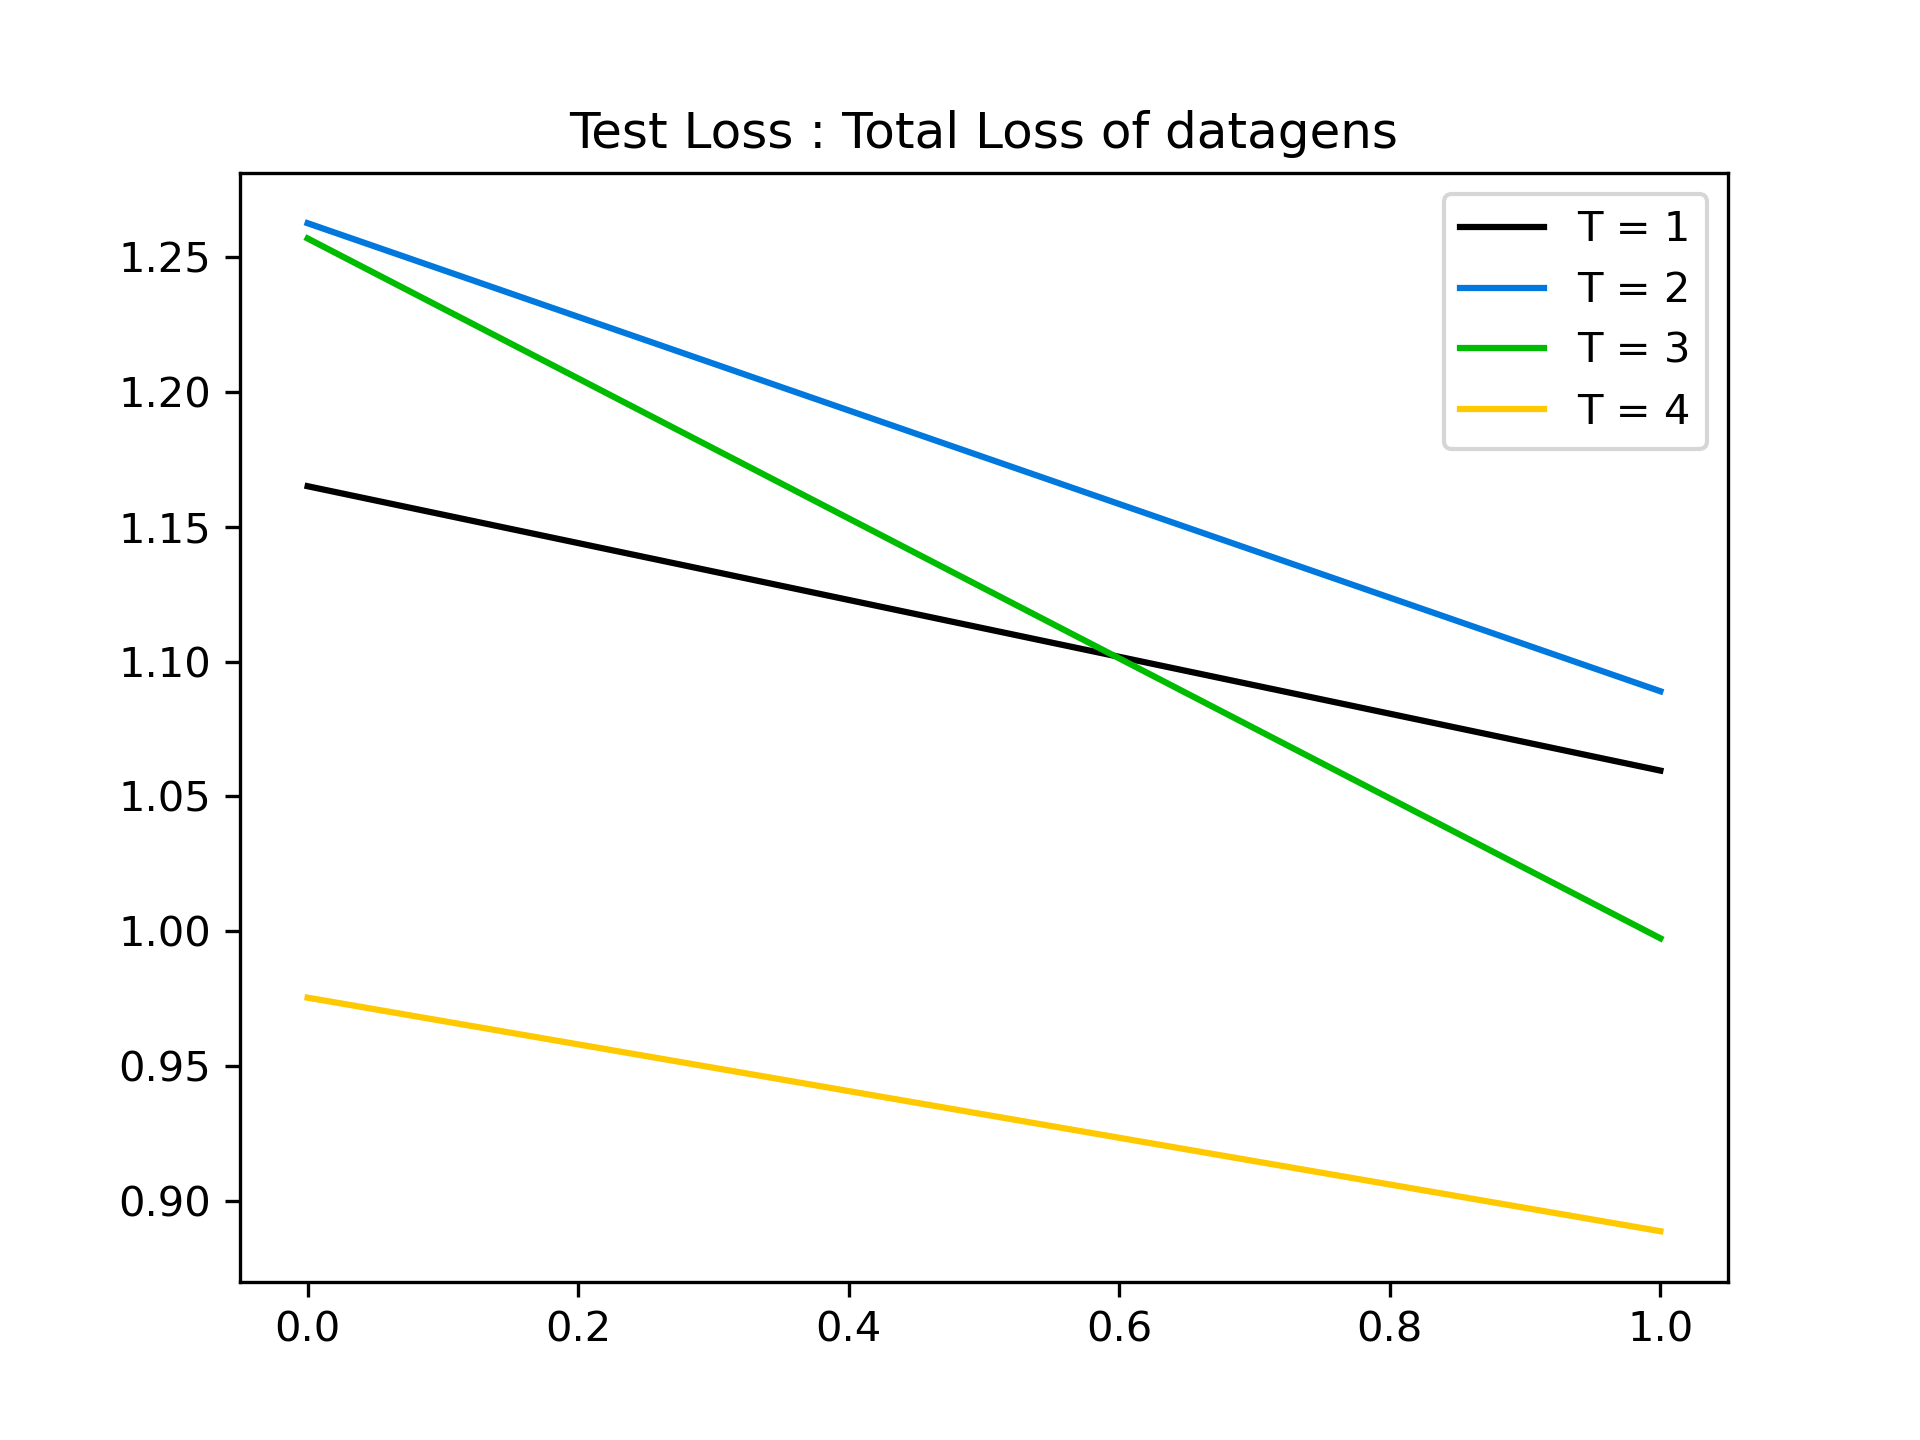 Test Loss : Total Loss of datagens
T = 1
T = 2
T = 3
T = 4
1.25
1.20
1.15
1.10
1.05
1.00
0.95
0.90
0.0 0.2 0.4 0.6 0.8 1.0